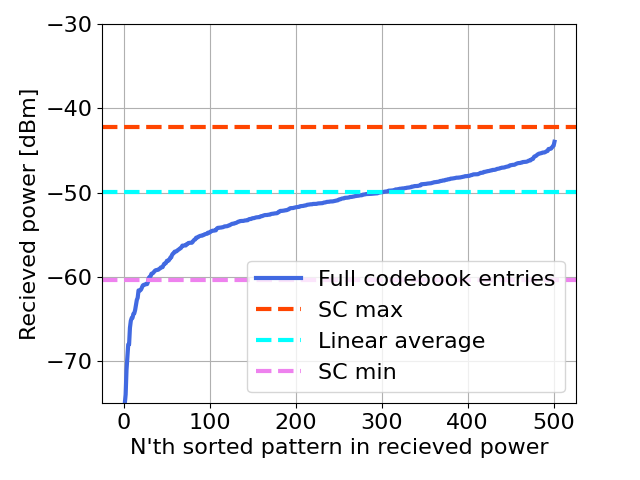 −30
−40
−50
−60
−70
Recieved power [dBm]
Full codebook entries
SC max
Linear average
SC min
0 100 200 300 400 500
N'th sorted pattern in recieved power